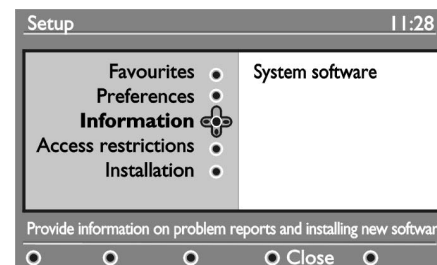 Setup 11:28
Favourites System software
Preferences
Information
Access restrictions
Installation
Provide information on problem reports and installing new softwar
Close